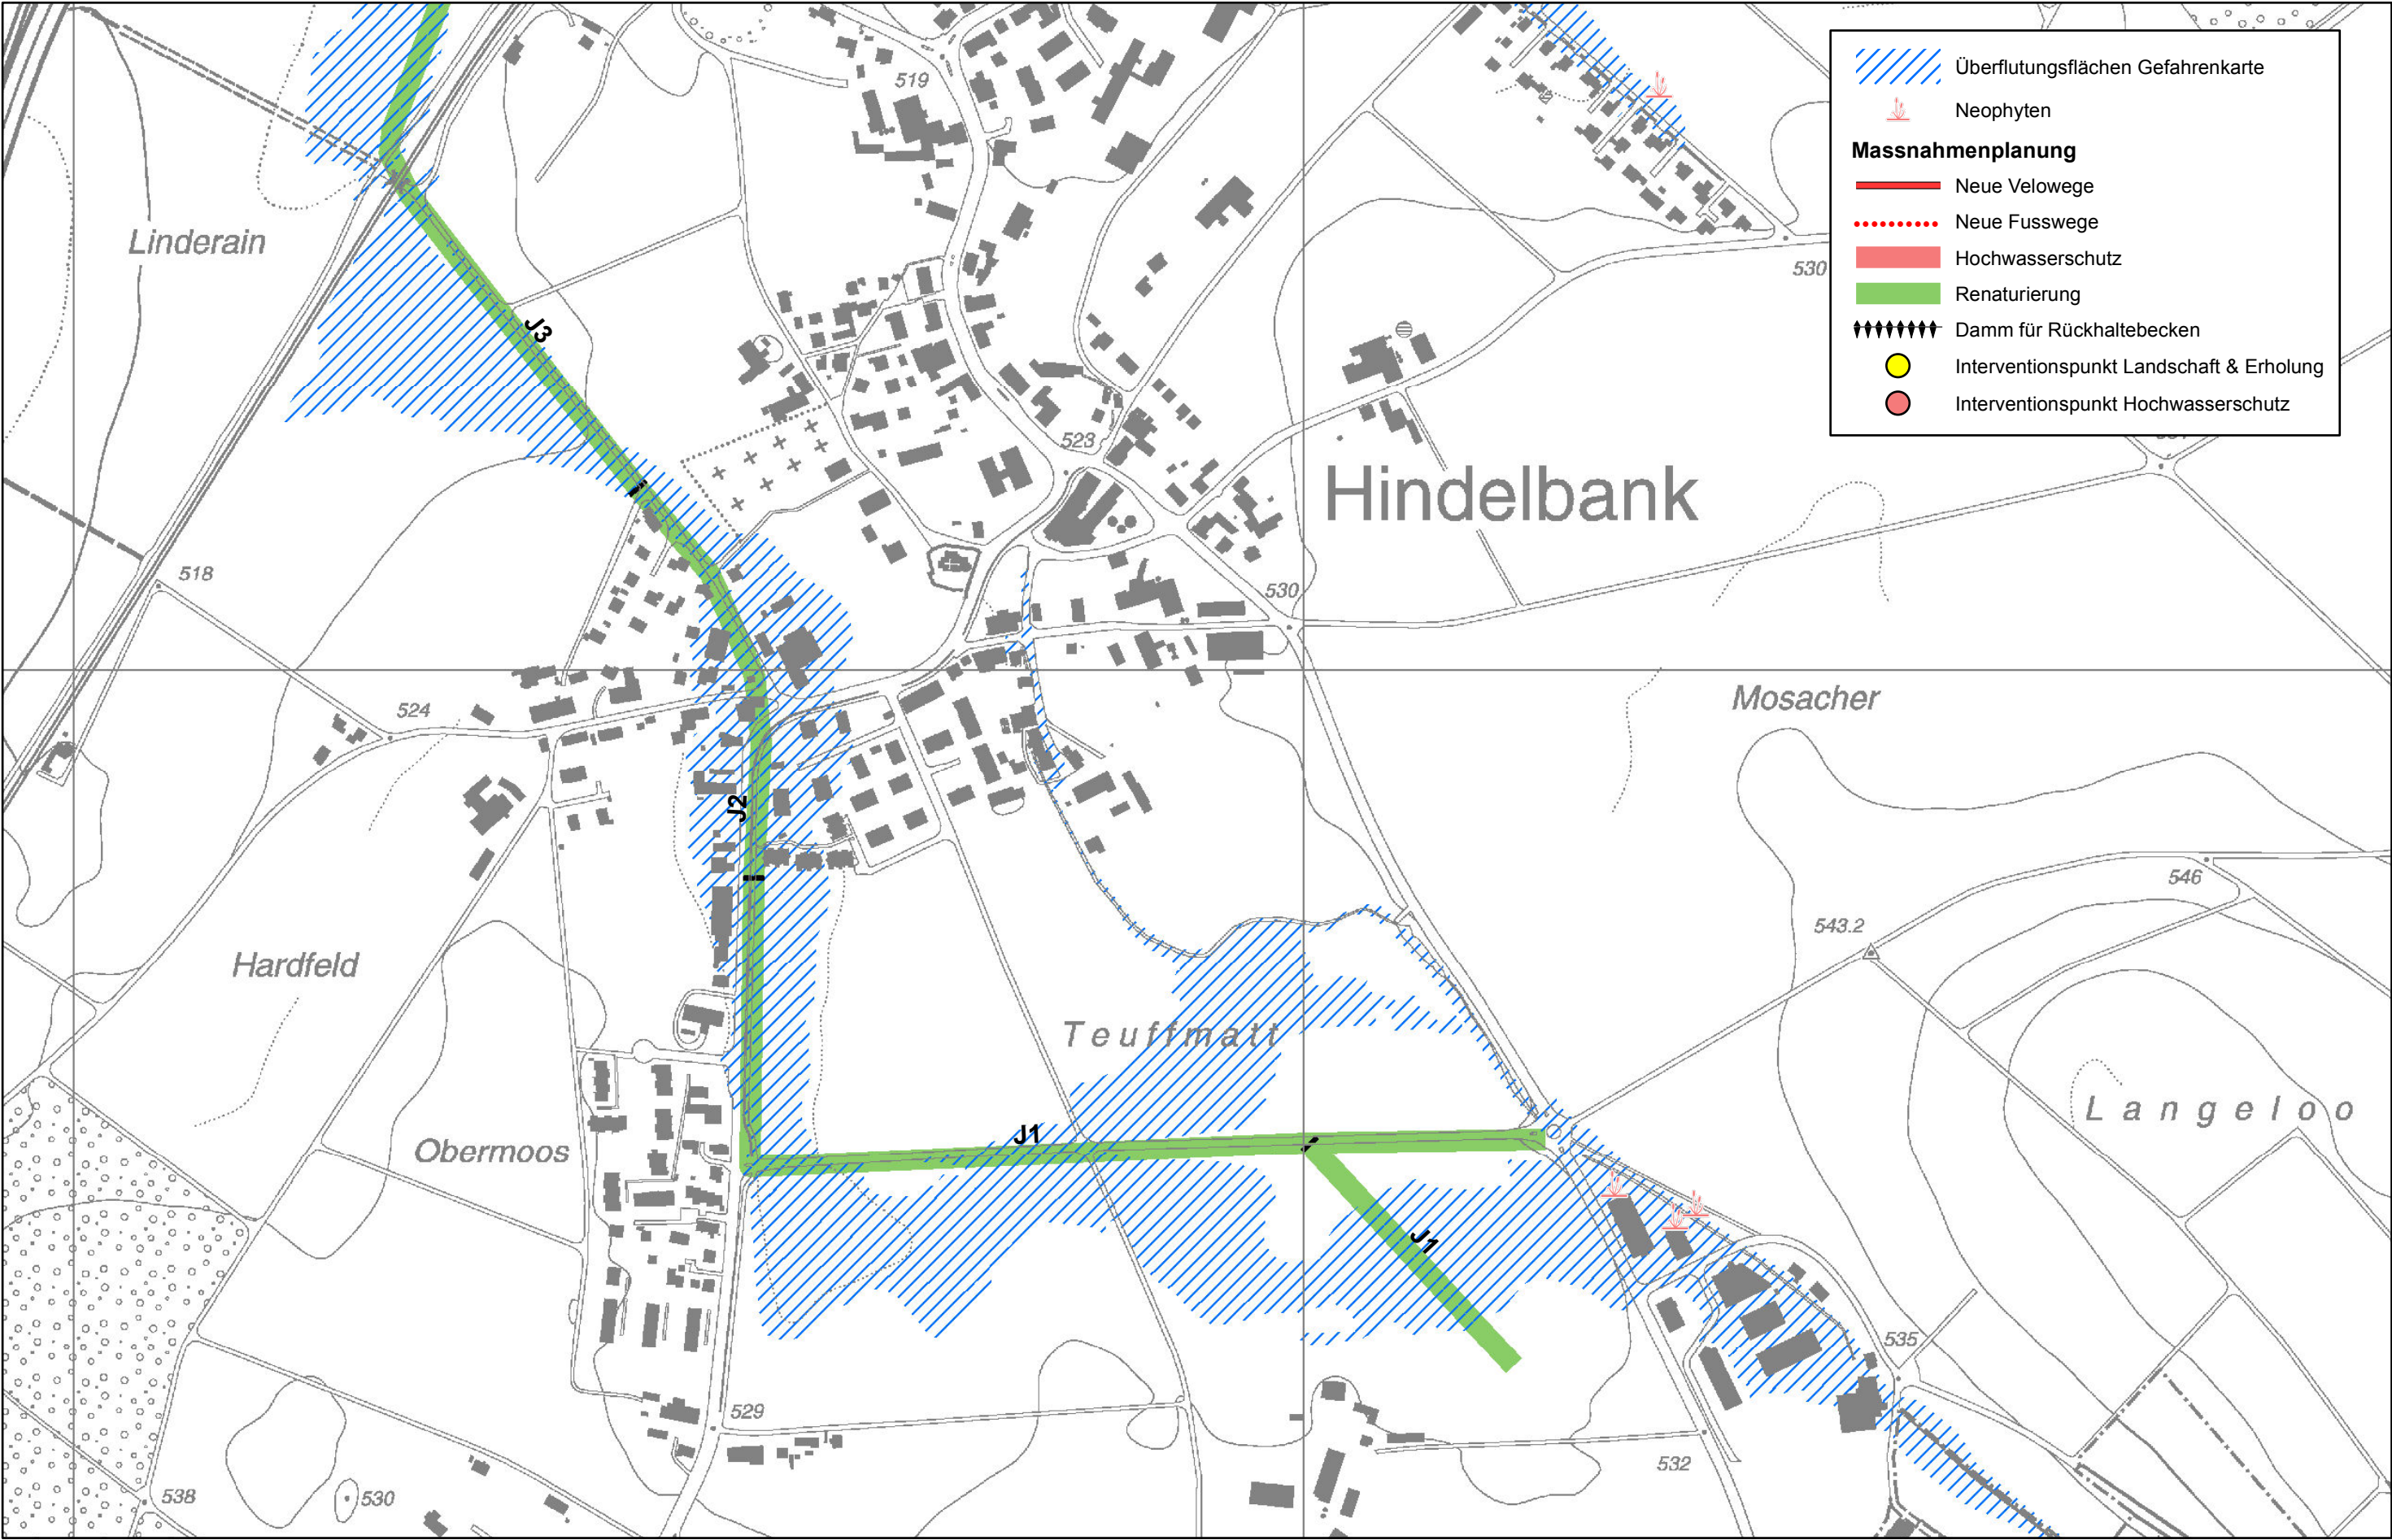 Überflutungsflächen Gefahrenkarte
Neophyten
Massnahmenplanung
Neue Velowege
Neue Fusswege
Hochwasserschutz
Renaturierung
Damm für Rückhaltebecken
Interventionspunkt Landschaft & Erholung
Interventionspunkt Hochwasserschutz
519
Linderain
530
J3
523
Hindelbank
518
530
524
Mosacher
J2
546
543.2
Hardfeld
Teuffmatt
Langeloo
J1
Obermoos
J1
535
529
532
538
530